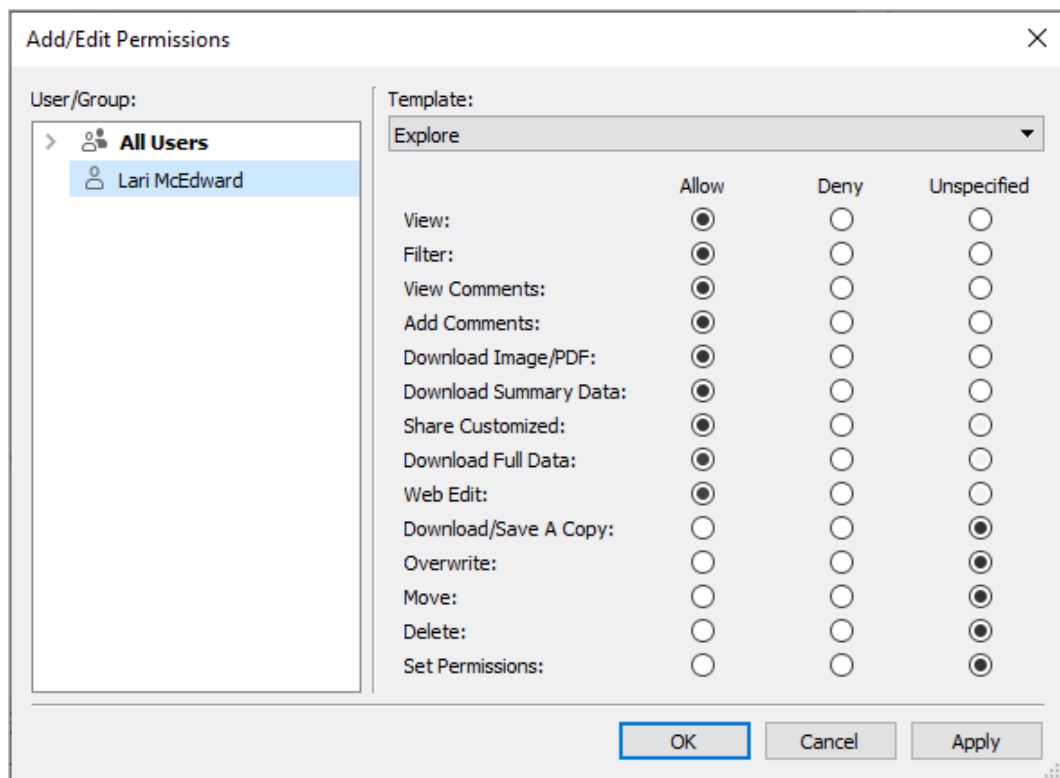 Add/Edit Permissions
User/Group:
All Users
Lari McEdward
Template:
Explore
Allow Deny Unspecified
View:
Filter:
View Comments:
Add Comments:
Download Image/PDF:
Download Summary Data:
Share Customized:
Download Full Data:
Web Edit:
Download/Save A Copy:
Overwrite:
Move:
Delete:
Set Permissions:
OK Cancel Apply